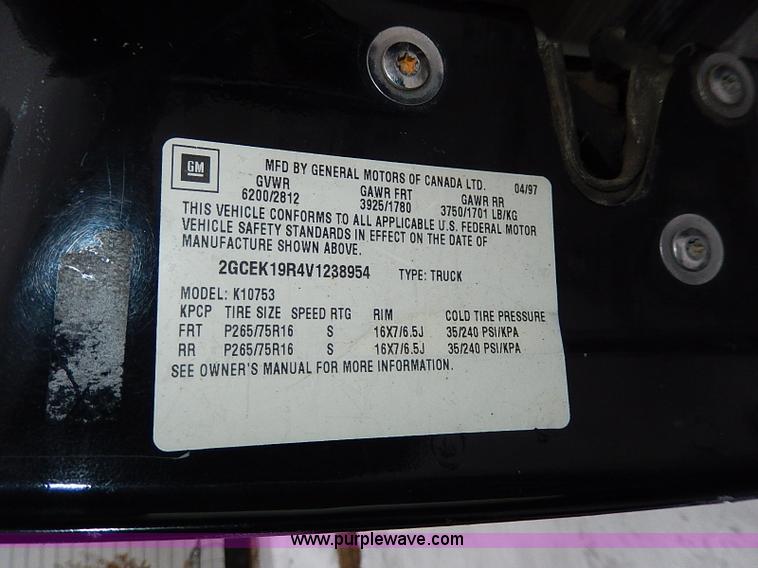 GM
MFD BY GENERAL MOTORS OF CANADA LTD. 04/97
GVWR GAWR FRT GAWR RR
6200/2812 3925/1780 3750/1701 LB/KG
THIS VEHICLE CONFORMS TO ALL APPLICABLE U.S. FEDERAL MOTOR
VEHICLE SAFETY STANDARDS IN EFFECT ON THE DATE OF
MANUFACTURE SHOWN ABOVE.
2GCEK19R4V1238954 TYPE: TRUCK
MODEL: K10753
KPCP TIRE SIZE SPEED RTG RIM COLD TIRE PRESSURE
FRT P265/75R16 S 16X7/6.5J 35/240 PSI/KPA
RR P265/75R16 S 16X7/6.5J 35/240 PSI/KPA
SEE OWNER'S MANUAL FOR MORE INFORMATION.
www.purplewave.com